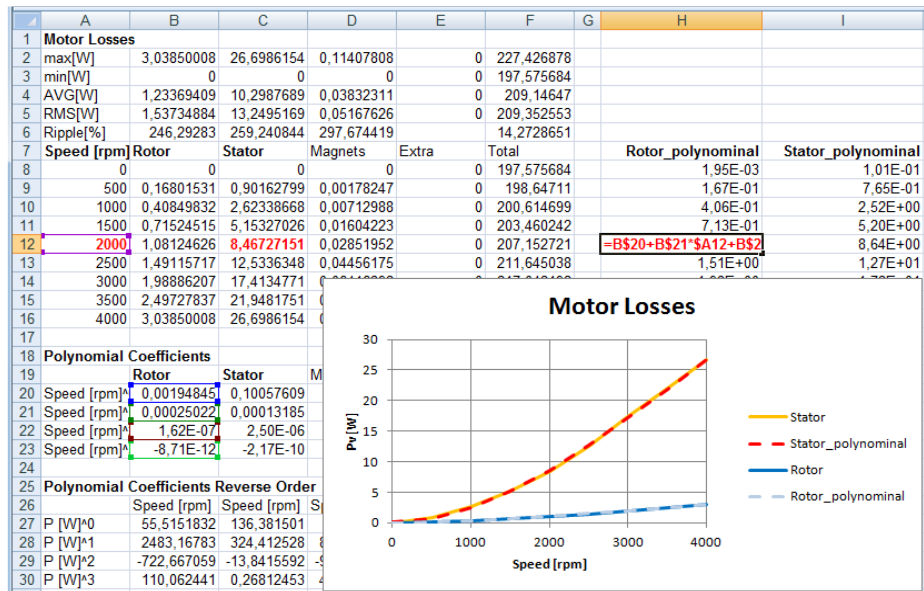 A B C D E F G H I
1 Motor Losses
2 max[W] 3,03850008 26,6986154 0,11407808 0 227,426878
3 min[W] 0 0 0 0 197,575684
4 AVG[W] 1,23369409 10,2987689 0,03832311 0 209,14647
5 RMS[W] 1,53734884 13,2495169 0,05167626 0 209,352553
6 Ripple[%] 246,29283 259,240844 297,674419 14,2728651
7 Speed [rpm] Rotor Stator Magnets Extra Total Rotor_polynominal Stator_polynominal
8 0 0 0 0 0 197,575684 1,95E-03 1,01E-01
9 500 0,16801531 0,90162799 0,00178247 0 198,64711 1,67E-01 7,65E-01
10 1000 0,40849832 2,62338668 0,00712988 0 200,614699 4,06E-01 2,52E+00
11 1500 0,71524515 5,15327026 0,01604223 0 203,460242 7,13E-01 5,20E+00
12 2000 1,08124626 8,46727151 0,02851952 0 207,152721 =B$20+B$21*$A12+B$2 8,64E+00
13 2500 1,49115717 12,5336348 0,04456175 0 211,645038 1,51E+00 1,27E+01
14 3000 1,98886207 17,4134771
15 3500 2,49727837 21,9481751
16 4000 3,03850008 26,6986154
17
18 Polynomial Coefficients
19 Rotor Stator M
20 Speed [rpm]^ 0,00194845 0,10057609
21 Speed [rpm]^ 0,00025022 0,00013185
22 Speed [rpm]^ 1,62E-07 2,50E-06
23 Speed [rpm]^ -8,71E-12 -2,17E-10
24
25 Polynomial Coefficients Reverse Order
26 Speed [rpm] Speed [rpm] S
27 P [W]^0 55,5151832 136,381501
28 P [W]^1 2483,16783 324,412528
29 P [W]^2 -722,667059 -13,8415592
30 P [W]^3 110,062441 0,26812453
Motor Losses
30
25
20
15
10
5
0
Pv [W]
0 1000 2000 3000 4000
Speed [rpm]
Stator
Stator_polynominal
Rotor
Rotor_polynominal